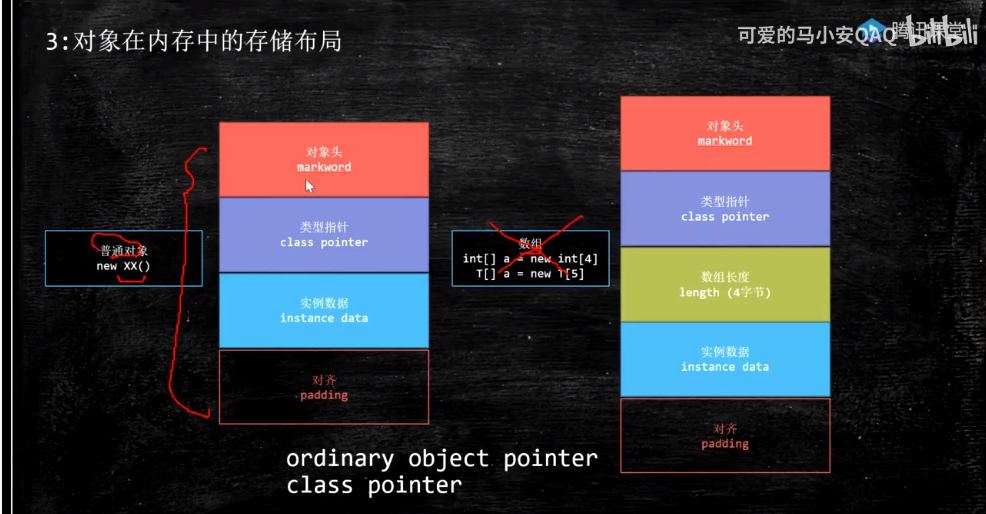 3:对象在内存中的存储布局
可爱的马小安QAQ
腾讯课堂
bilibili
普通对象
new XX()
对象头
markword
类型指针
class pointer
实例数据
instance data
对齐
padding
数组
int[] a = new int[4]
T[] a = new T[5]
对象头
markword
类型指针
class pointer
数组长度
length (4字节)
实例数据
instance data
对齐
padding
ordinary object pointer
class pointer